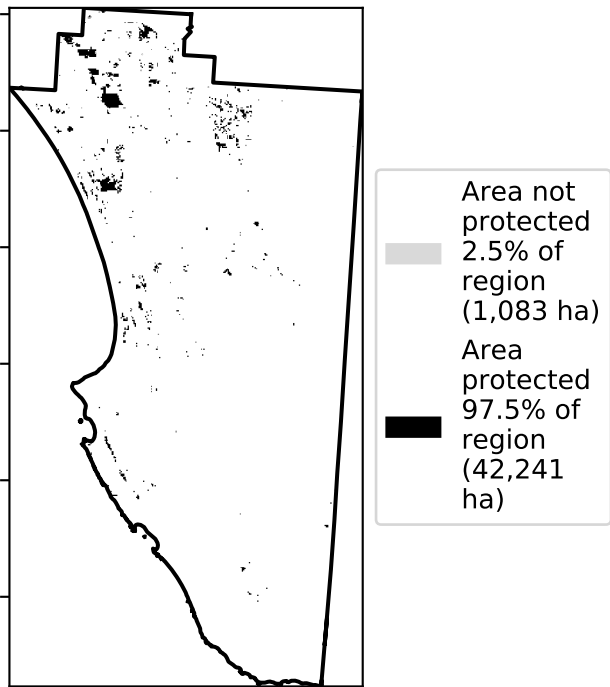 Area not
protected
2.5% of
region
(1,083 ha)
Area
protected
97.5% of
region
(42,241
ha)